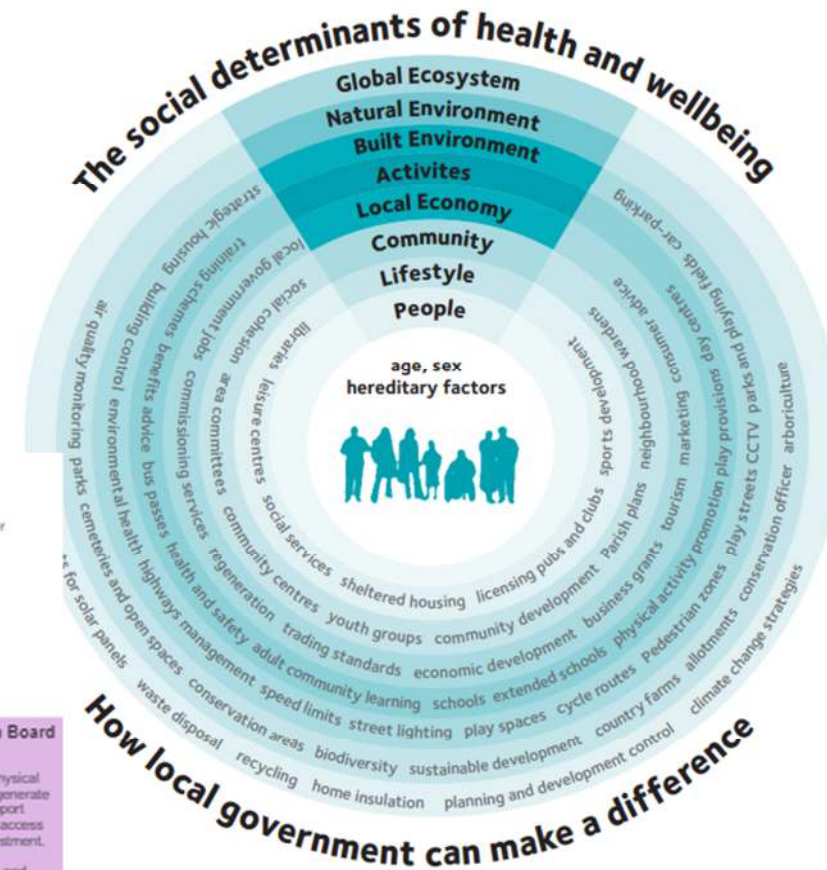 The social determinants of health and wellbeing
Global Ecosystem
Natural Environment
Built Environment
Activites
Local Economy
Community
Lifestyle
People
age, sex
hereditary factors
libraries leisure centres social services sheltered housing licensing pubs and clubs sports development
social cohesion area committees community centres youth groups community development Parish plans neighbourhood wardens
local government jobs commissioning services regeneration trading standards economic development business grants tourism marketing consumer advice
training schemes benefits advice bus passes health and safety adult community learning schools extended schools physical activity promotion play provisions day centres
strategic housing building control environmental health highways management speed limits street lighting play spaces cycle routes Pedestrian zones play streets CCTV parks and playing fields car-parking
air quality monitoring parks cemeteries and open spaces conservation areas biodiversity sustainable development country farms allotments conservation officer arboriculture
for solar panels waste disposal recycling home insulation planning and development control climate change strategies
How local government can make a difference
Board
port
access